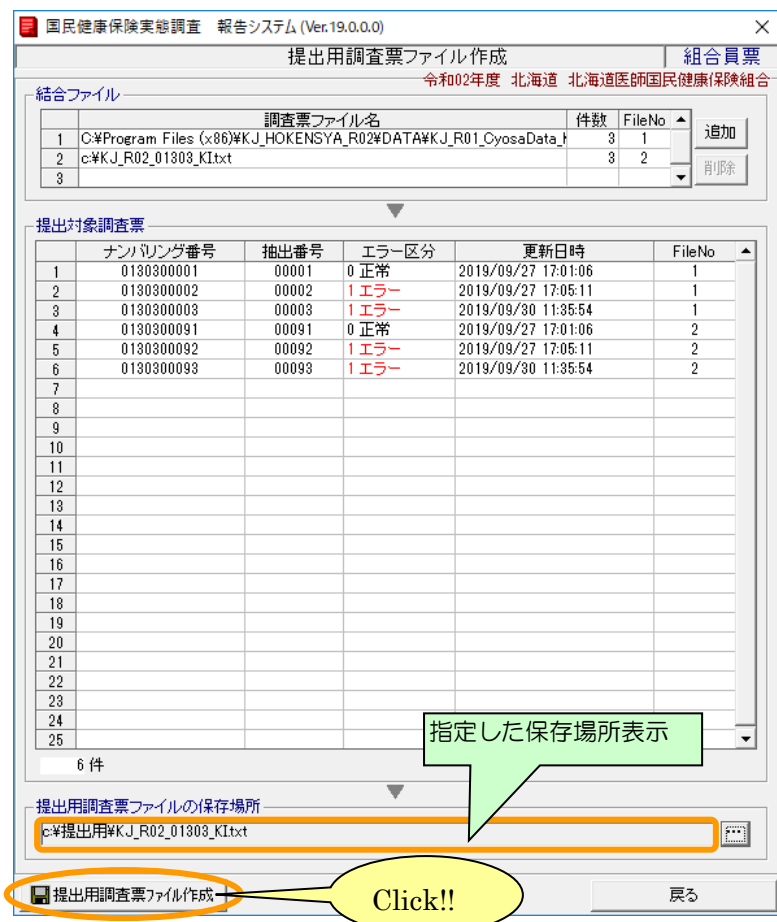 国民健康保険実態調査　報告システム (Ver.19.0.0.0)
提出用調査票ファイル作成 組合員票
令和02年度 北海道 北海道医師国民健康保険組合
結合ファイル
調査票ファイル名 件数 FileNo
1 C:¥Program Files (x86)¥KJ_HOKENSYA_R02¥DATA¥KJ_R01_CyosaData_ 3 1
追加
2 c:¥KJ_R02_01303_KI.txt 3 2
削除
3
提出対象調査票
ナンバリング番号 抽出番号 エラー区分 更新日時 FileNo
1 0130300001 00001 0 正常 2019/09/27 17:01:06 1
2 0130300002 00002 1 エラー 2019/09/27 17:05:11 1
3 0130300003 00003 1 エラー 2019/09/30 11:35:54 1
4 0130300091 00091 0 正常 2019/09/27 17:01:06 2
5 0130300092 00092 1 エラー 2019/09/27 17:05:11 2
6 0130300093 00093 1 エラー 2019/09/30 11:35:54 2
7
8
9
10
11
12
13
14
15
16
17
18
19
20
21
22
23
24
25
指定した保存場所表示
6 件
提出用調査票ファイルの保存場所
c:¥提出用¥KJ_R02_01303_KI.txt ...
提出用調査票ファイル作成 Click!! 戻る